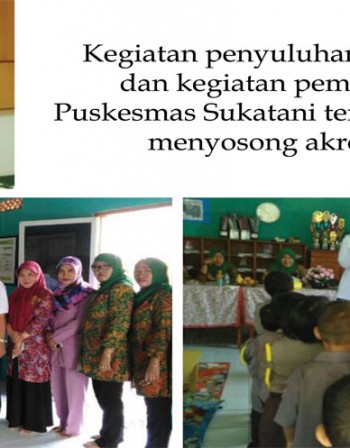 Kegiatan penyuluhan
dan kegiatan pem
Puskesmas Sukatani ter
menyosong akre